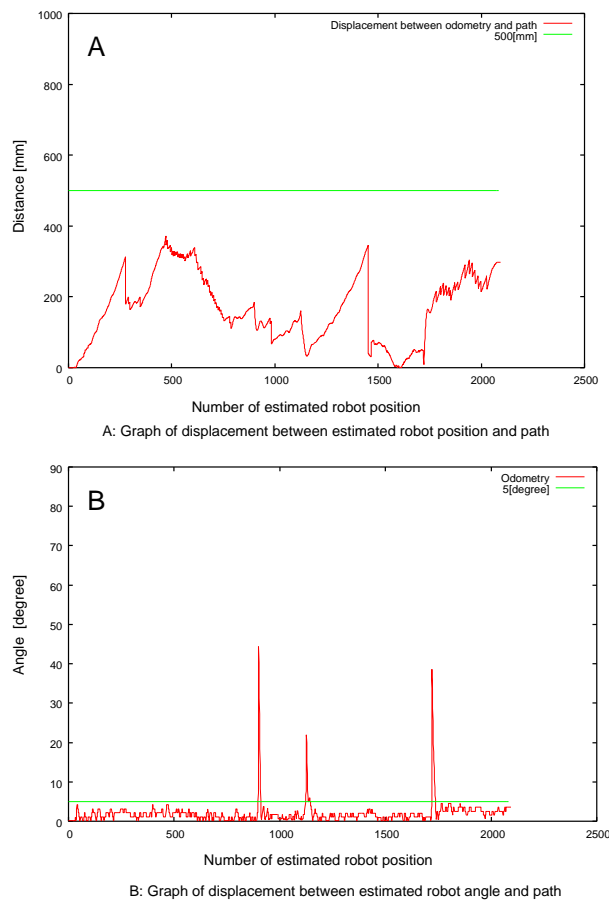 A
Displacement between odometry and path
500[mm]
1000
800
600
400
200
0
Distance [mm]
0 500 1000 1500 2000 2500
Number of estimated robot position
A: Graph of displacement between estimated robot position and path
B
Odometry
5[degree]
90
80
70
60
50
40
30
20
10
0
Angle [degree]
0 500 1000 1500 2000 2500
Number of estimated robot position
B: Graph of displacement between estimated robot angle and path